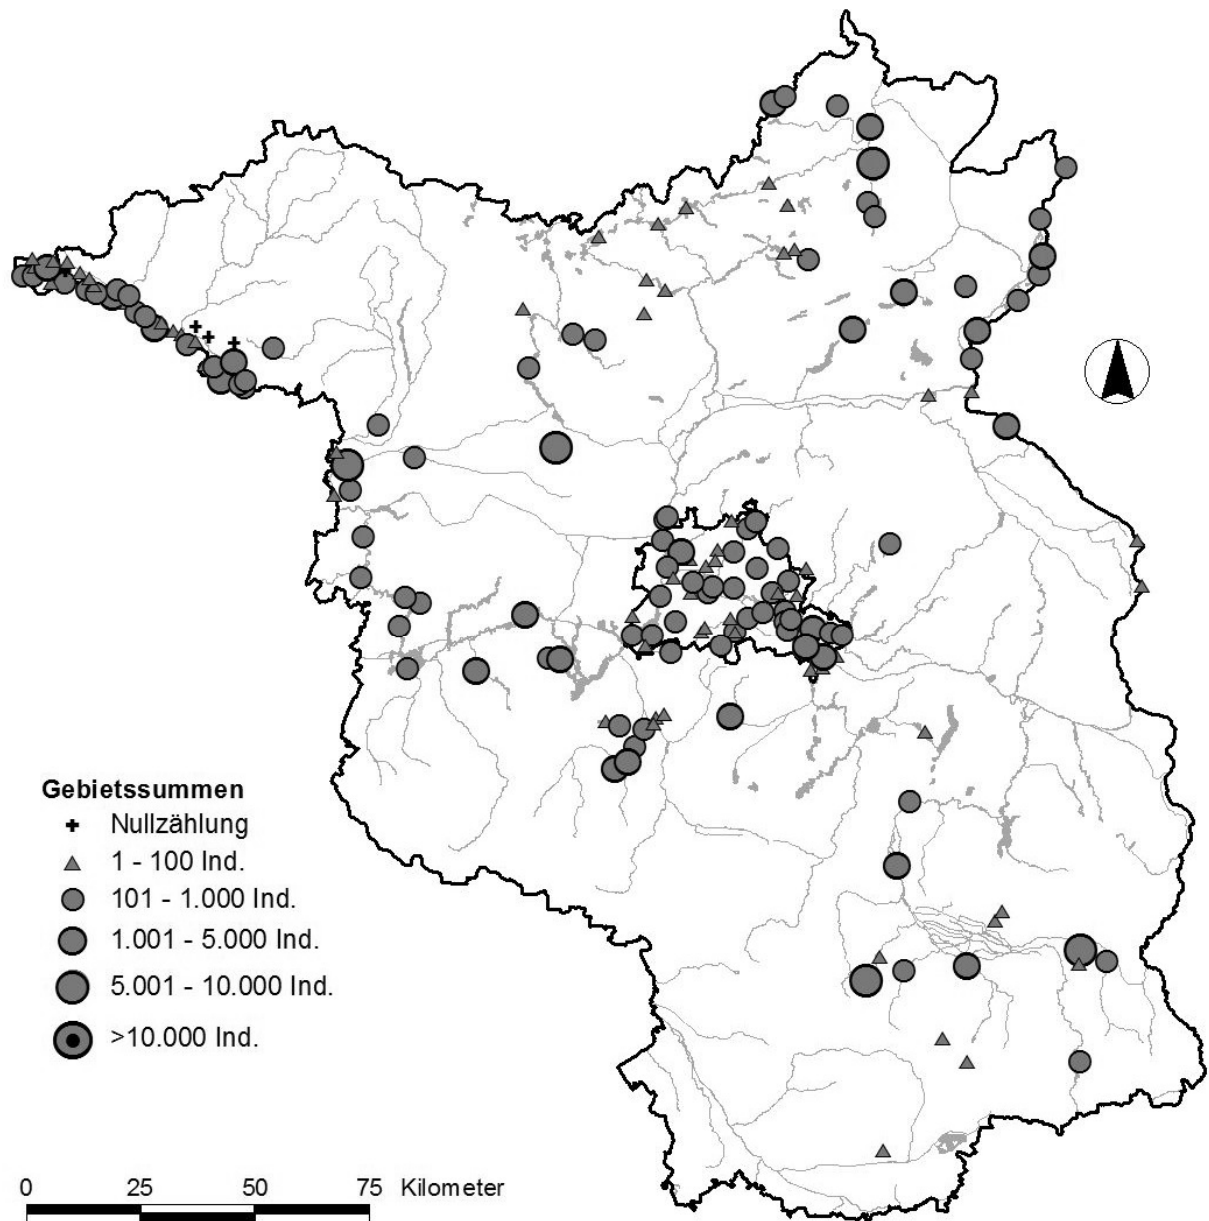 Gebietssummen
Nullzählung
1 - 100 Ind.
101 - 1.000 Ind.
1.001 - 5.000 Ind.
5.001 - 10.000 Ind.
>10.000 Ind.
0 25 50 75 Kilometer